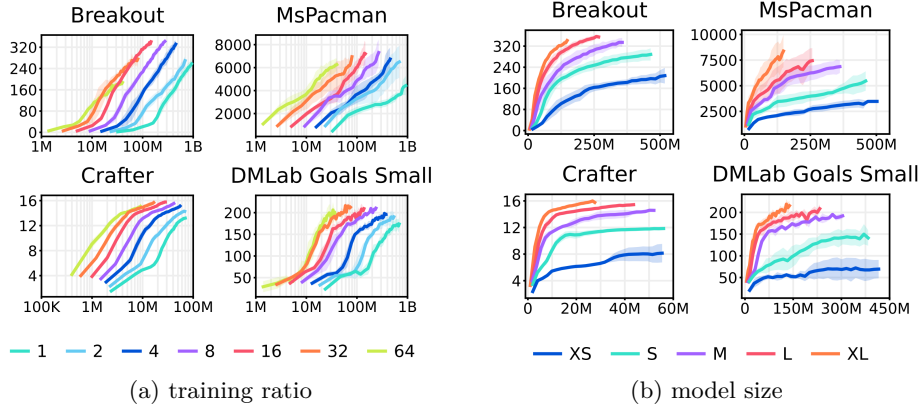 Breakout
MsPacman
320
240
160
80
0
1M 10M 100M 1B
8000
6000
4000
2000
1M 10M 100M 1B
Crafter
DMLab Goals Small
16
12
8
4
100K 1M 10M 100M
200
150
100
50
1M 10M 100M 1B
1 2 4 8 16 32 64
(a) training ratio
Breakout
MsPacman
320
240
160
80
0
0 250M 500M
10000
7500
5000
2500
0 250M 500M
Crafter
DMLab Goals Small
16
12
8
4
0 20M 40M 60M
200
150
100
50
0 150M 300M 450M
XS S M L XL
(b) model size